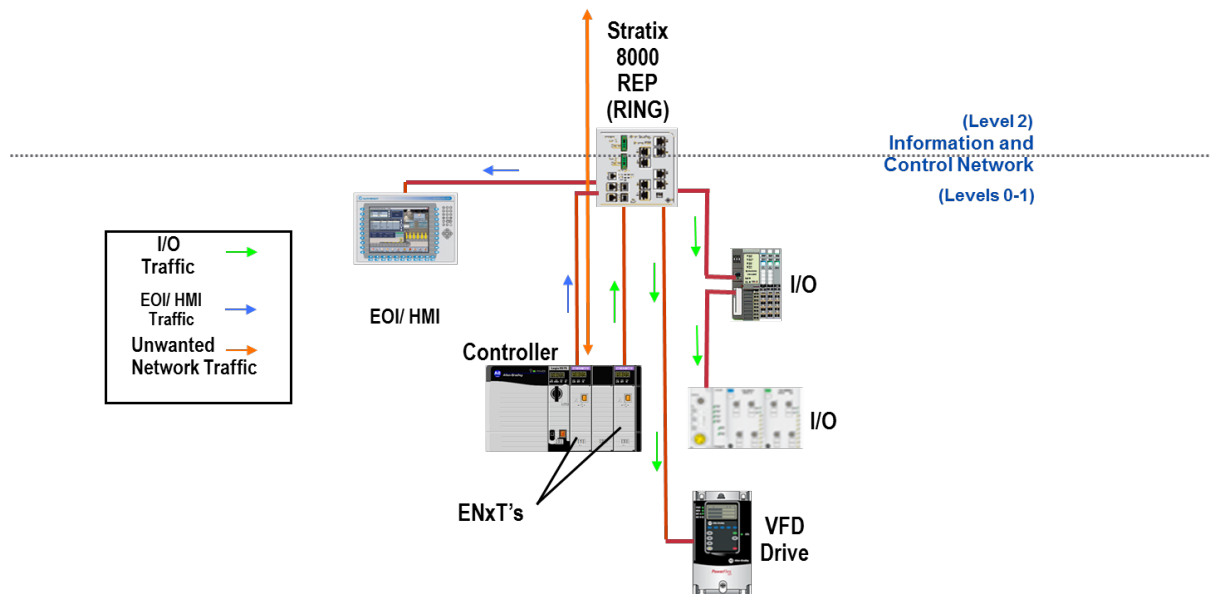 Stratix
8000
REP
(RING)
(Level 2)
Information and
Control Network
(Levels 0-1)
I/O
Traffic
EOI/ HMI
Traffic
Unwanted
Network Traffic
EOI/ HMI
I/O
Controller
I/O
ENxT's
VFD
Drive